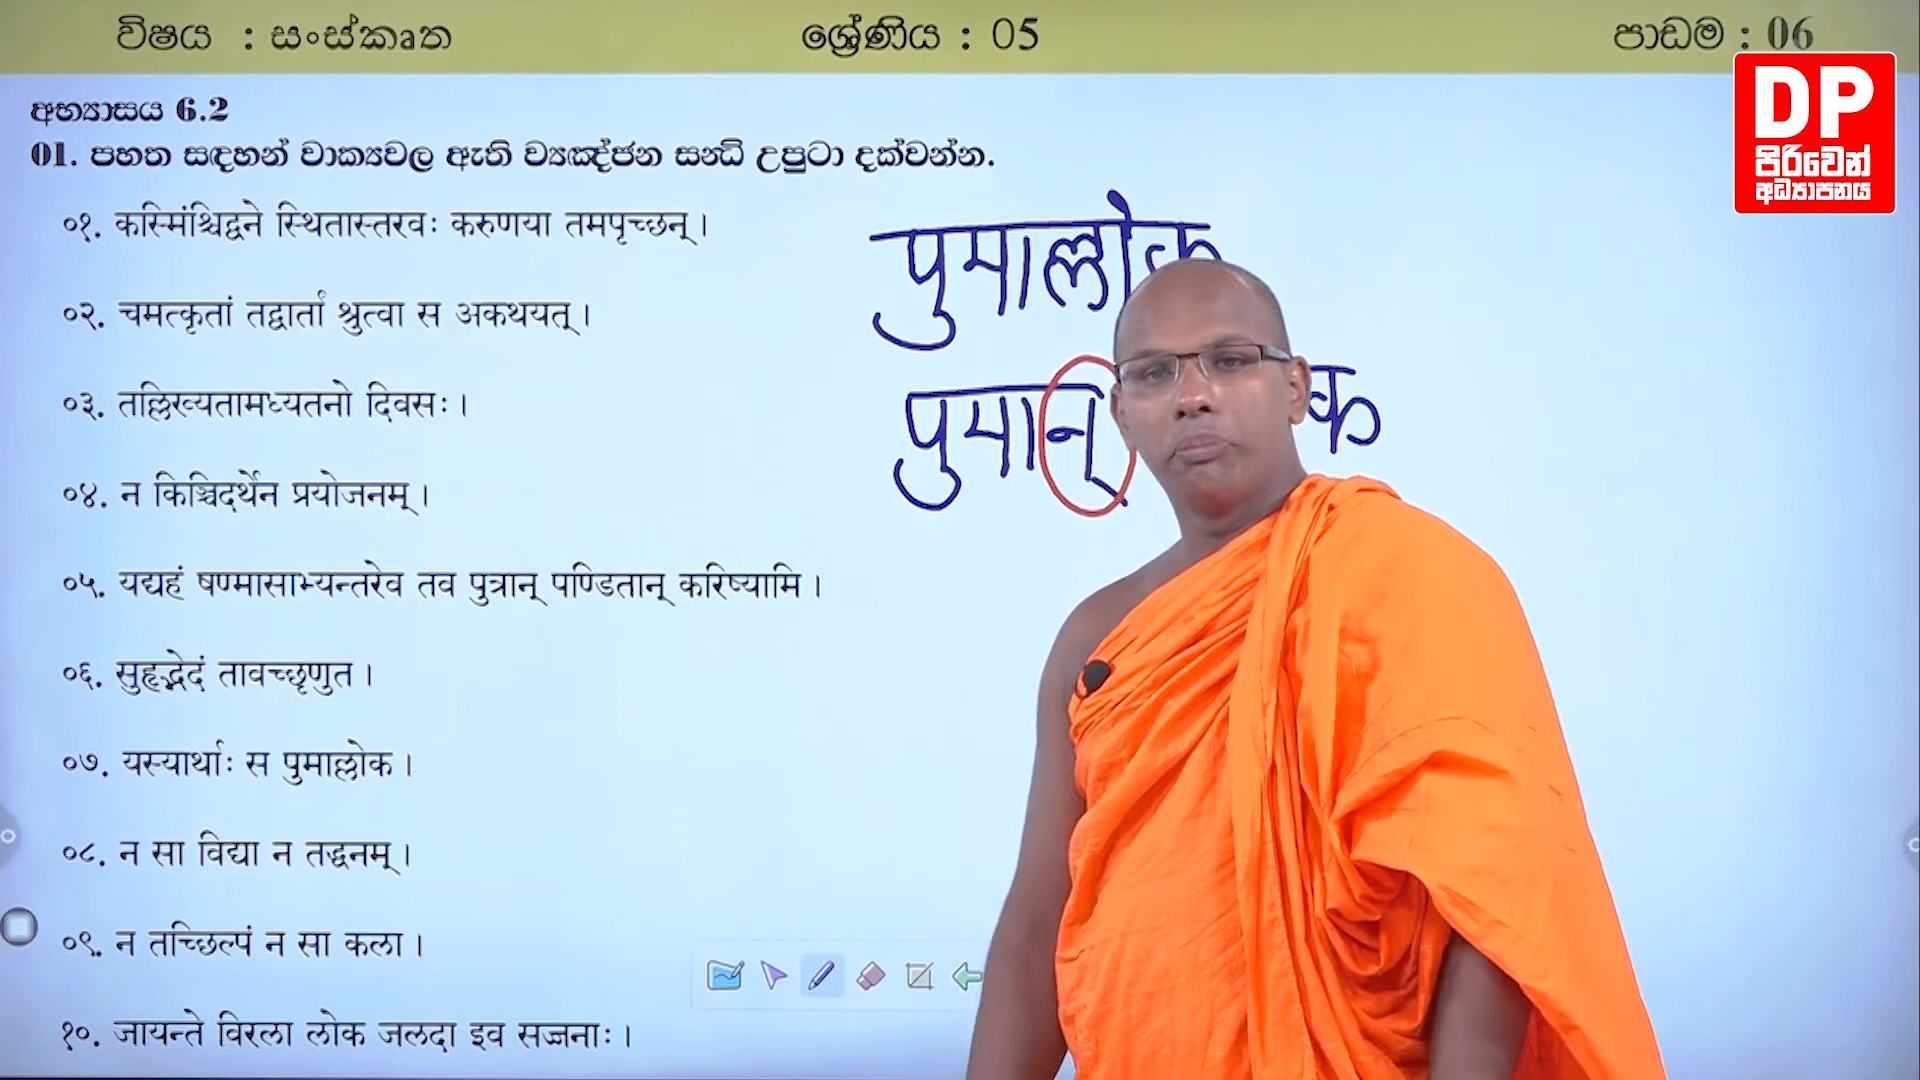 විෂය : සංස්කෘත ශ්‍රේණිය : 05 පාඩම : 06
DP
පිරිවෙන්
අධ්‍යාපනය
අභ්‍යාසය 6.2
01. පහත සඳහන් වාක්‍යවල ඇති ව්‍යඤ්ජන සන්ධි උපුටා දක්වන්න.
०१. कस्मिंश्चिद्वने स्थितास्तरवः करुणया तमपृच्छन् ।
०२. चमत्कृतां तद्वार्तां श्रुत्वा स अकथयत् ।
०३. तल्लिख्यतामध्यतनो दिवसः ।
०४. न किञ्चिदर्थेन प्रयोजनम् ।
०५. यद्यहं षण्मासाभ्यन्तरेव तव पुत्रान् पण्डितान् करिष्यामि ।
०६. सुहृद्भेदं तावच्छृणुत ।
०७. यस्यार्थाः स पुमाल्लोक ।
०८. न सा विद्या न तद्धनम् ।
०९. न तच्छिल्पं न सा कला ।
१०. जायन्ते विरला लोक जलदा इव सज्जनाः ।
पुमाल्लोक
पुमान् क